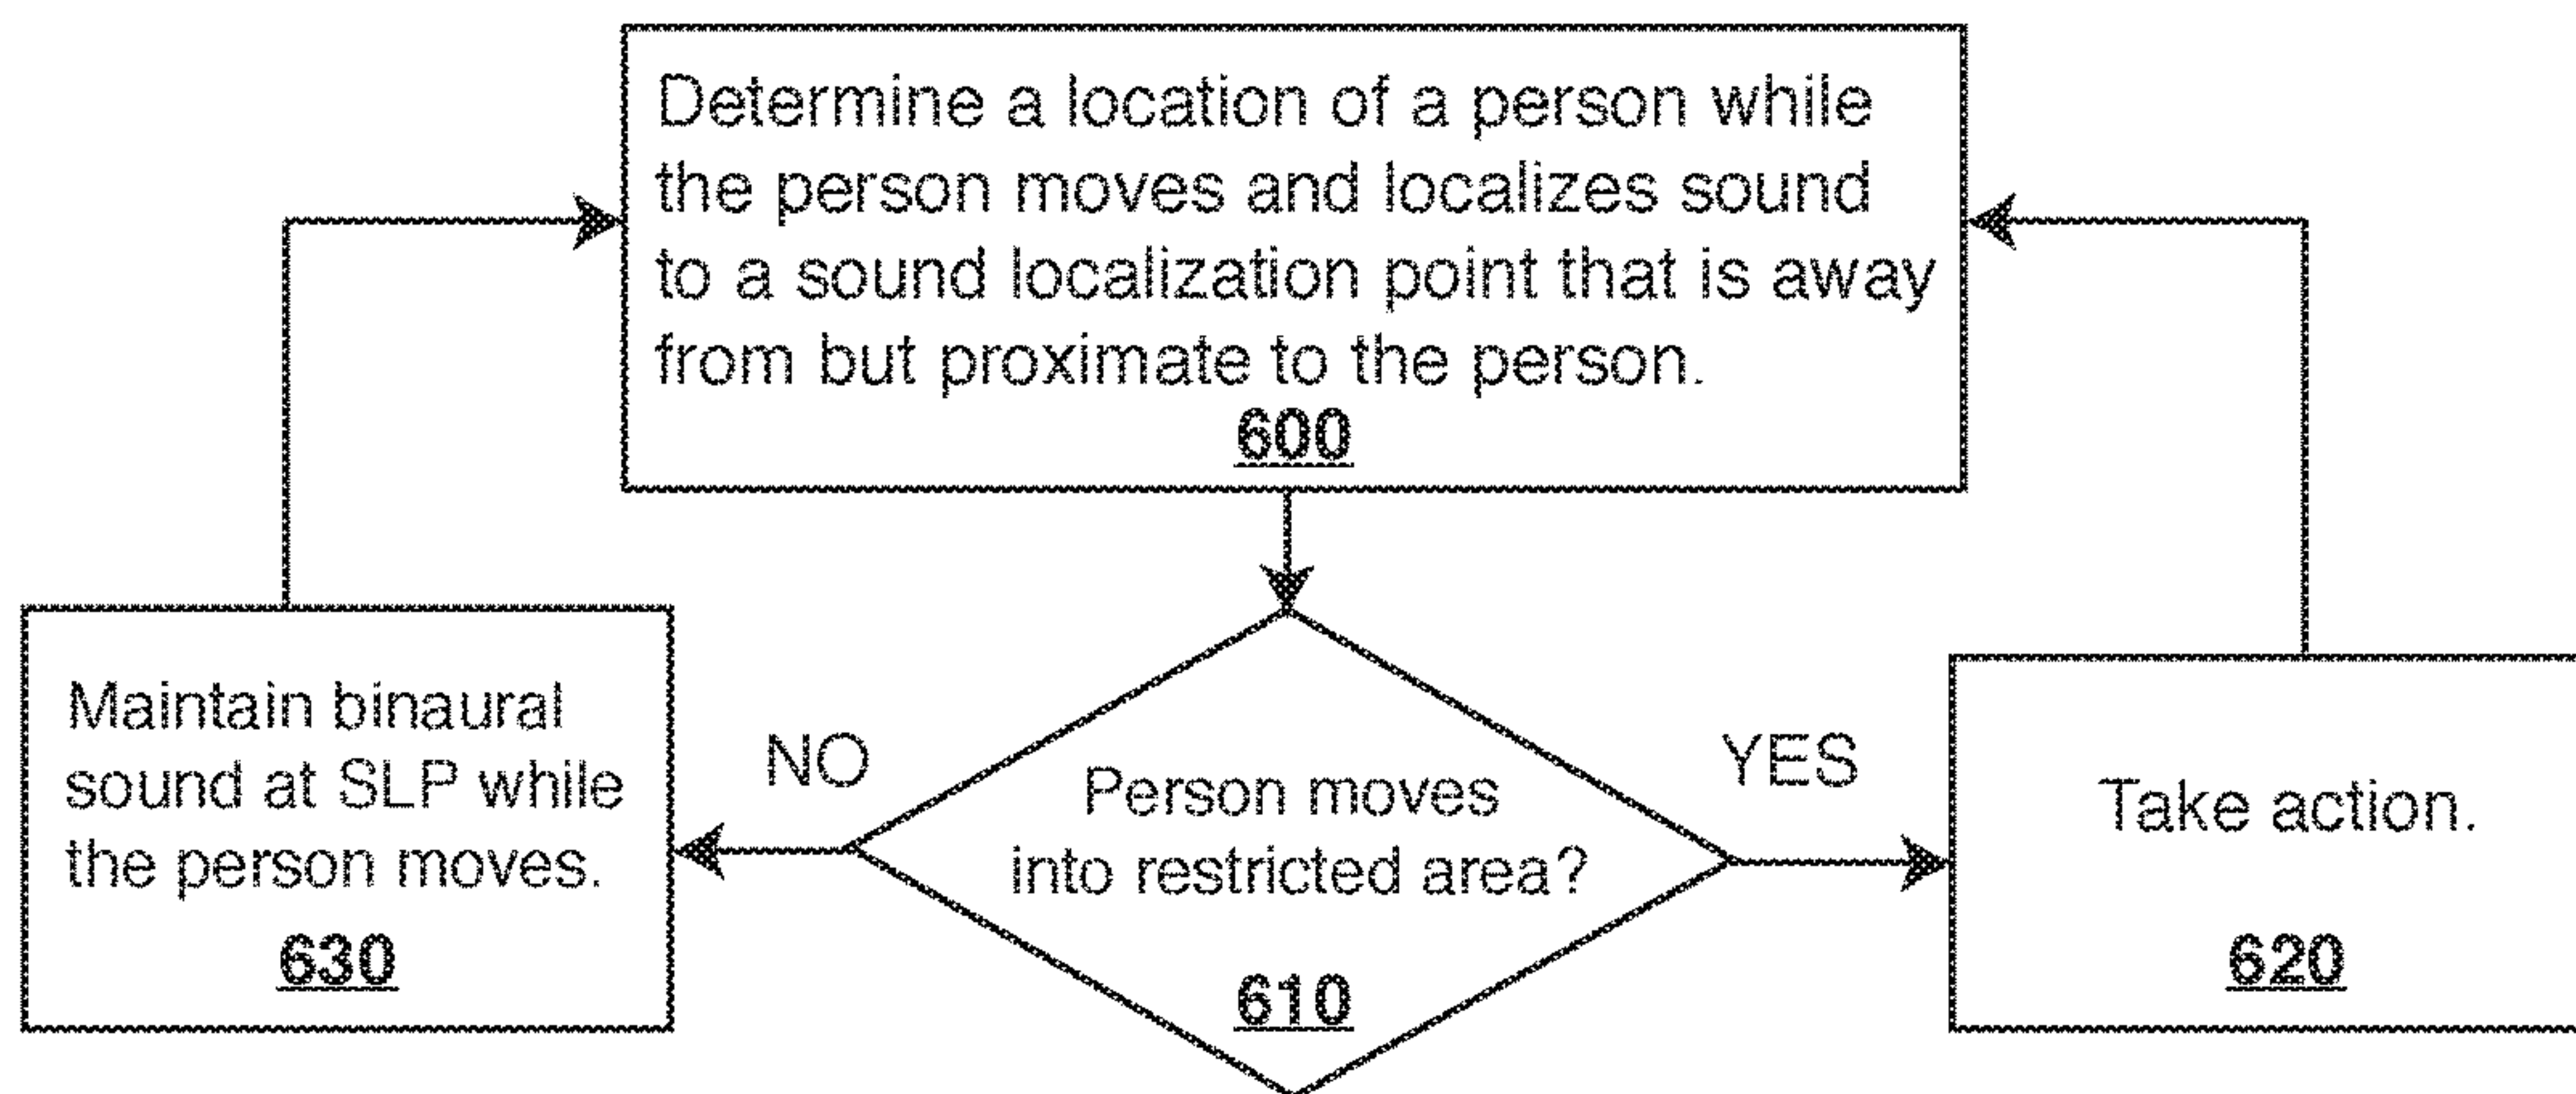 Determine a location of a person while
the person moves and localizes sound
to a sound localization point that is away
from but proximate to the person.
600
Maintain binaural
sound at SLP while
the person moves.
630
NO
Person moves
into restricted area?
610
YES
Take action.
620